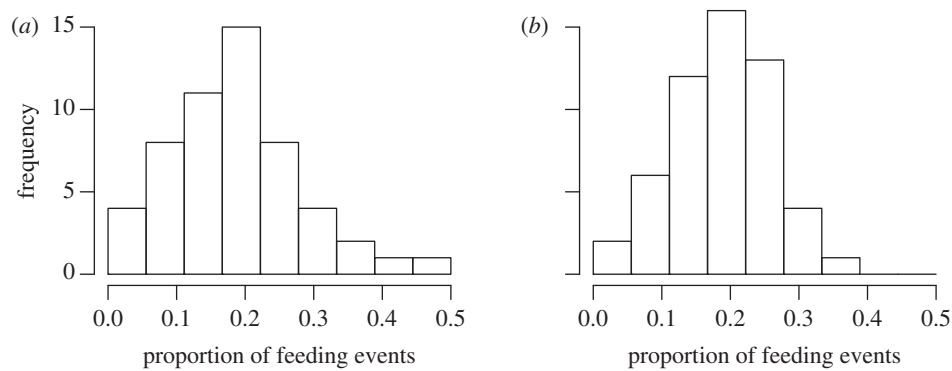 (a)
(b)
frequency
15
10
5
0
0.0 0.1 0.2 0.3 0.4 0.5
proportion of feeding events
0.0 0.1 0.2 0.3 0.4 0.5
proportion of feeding events